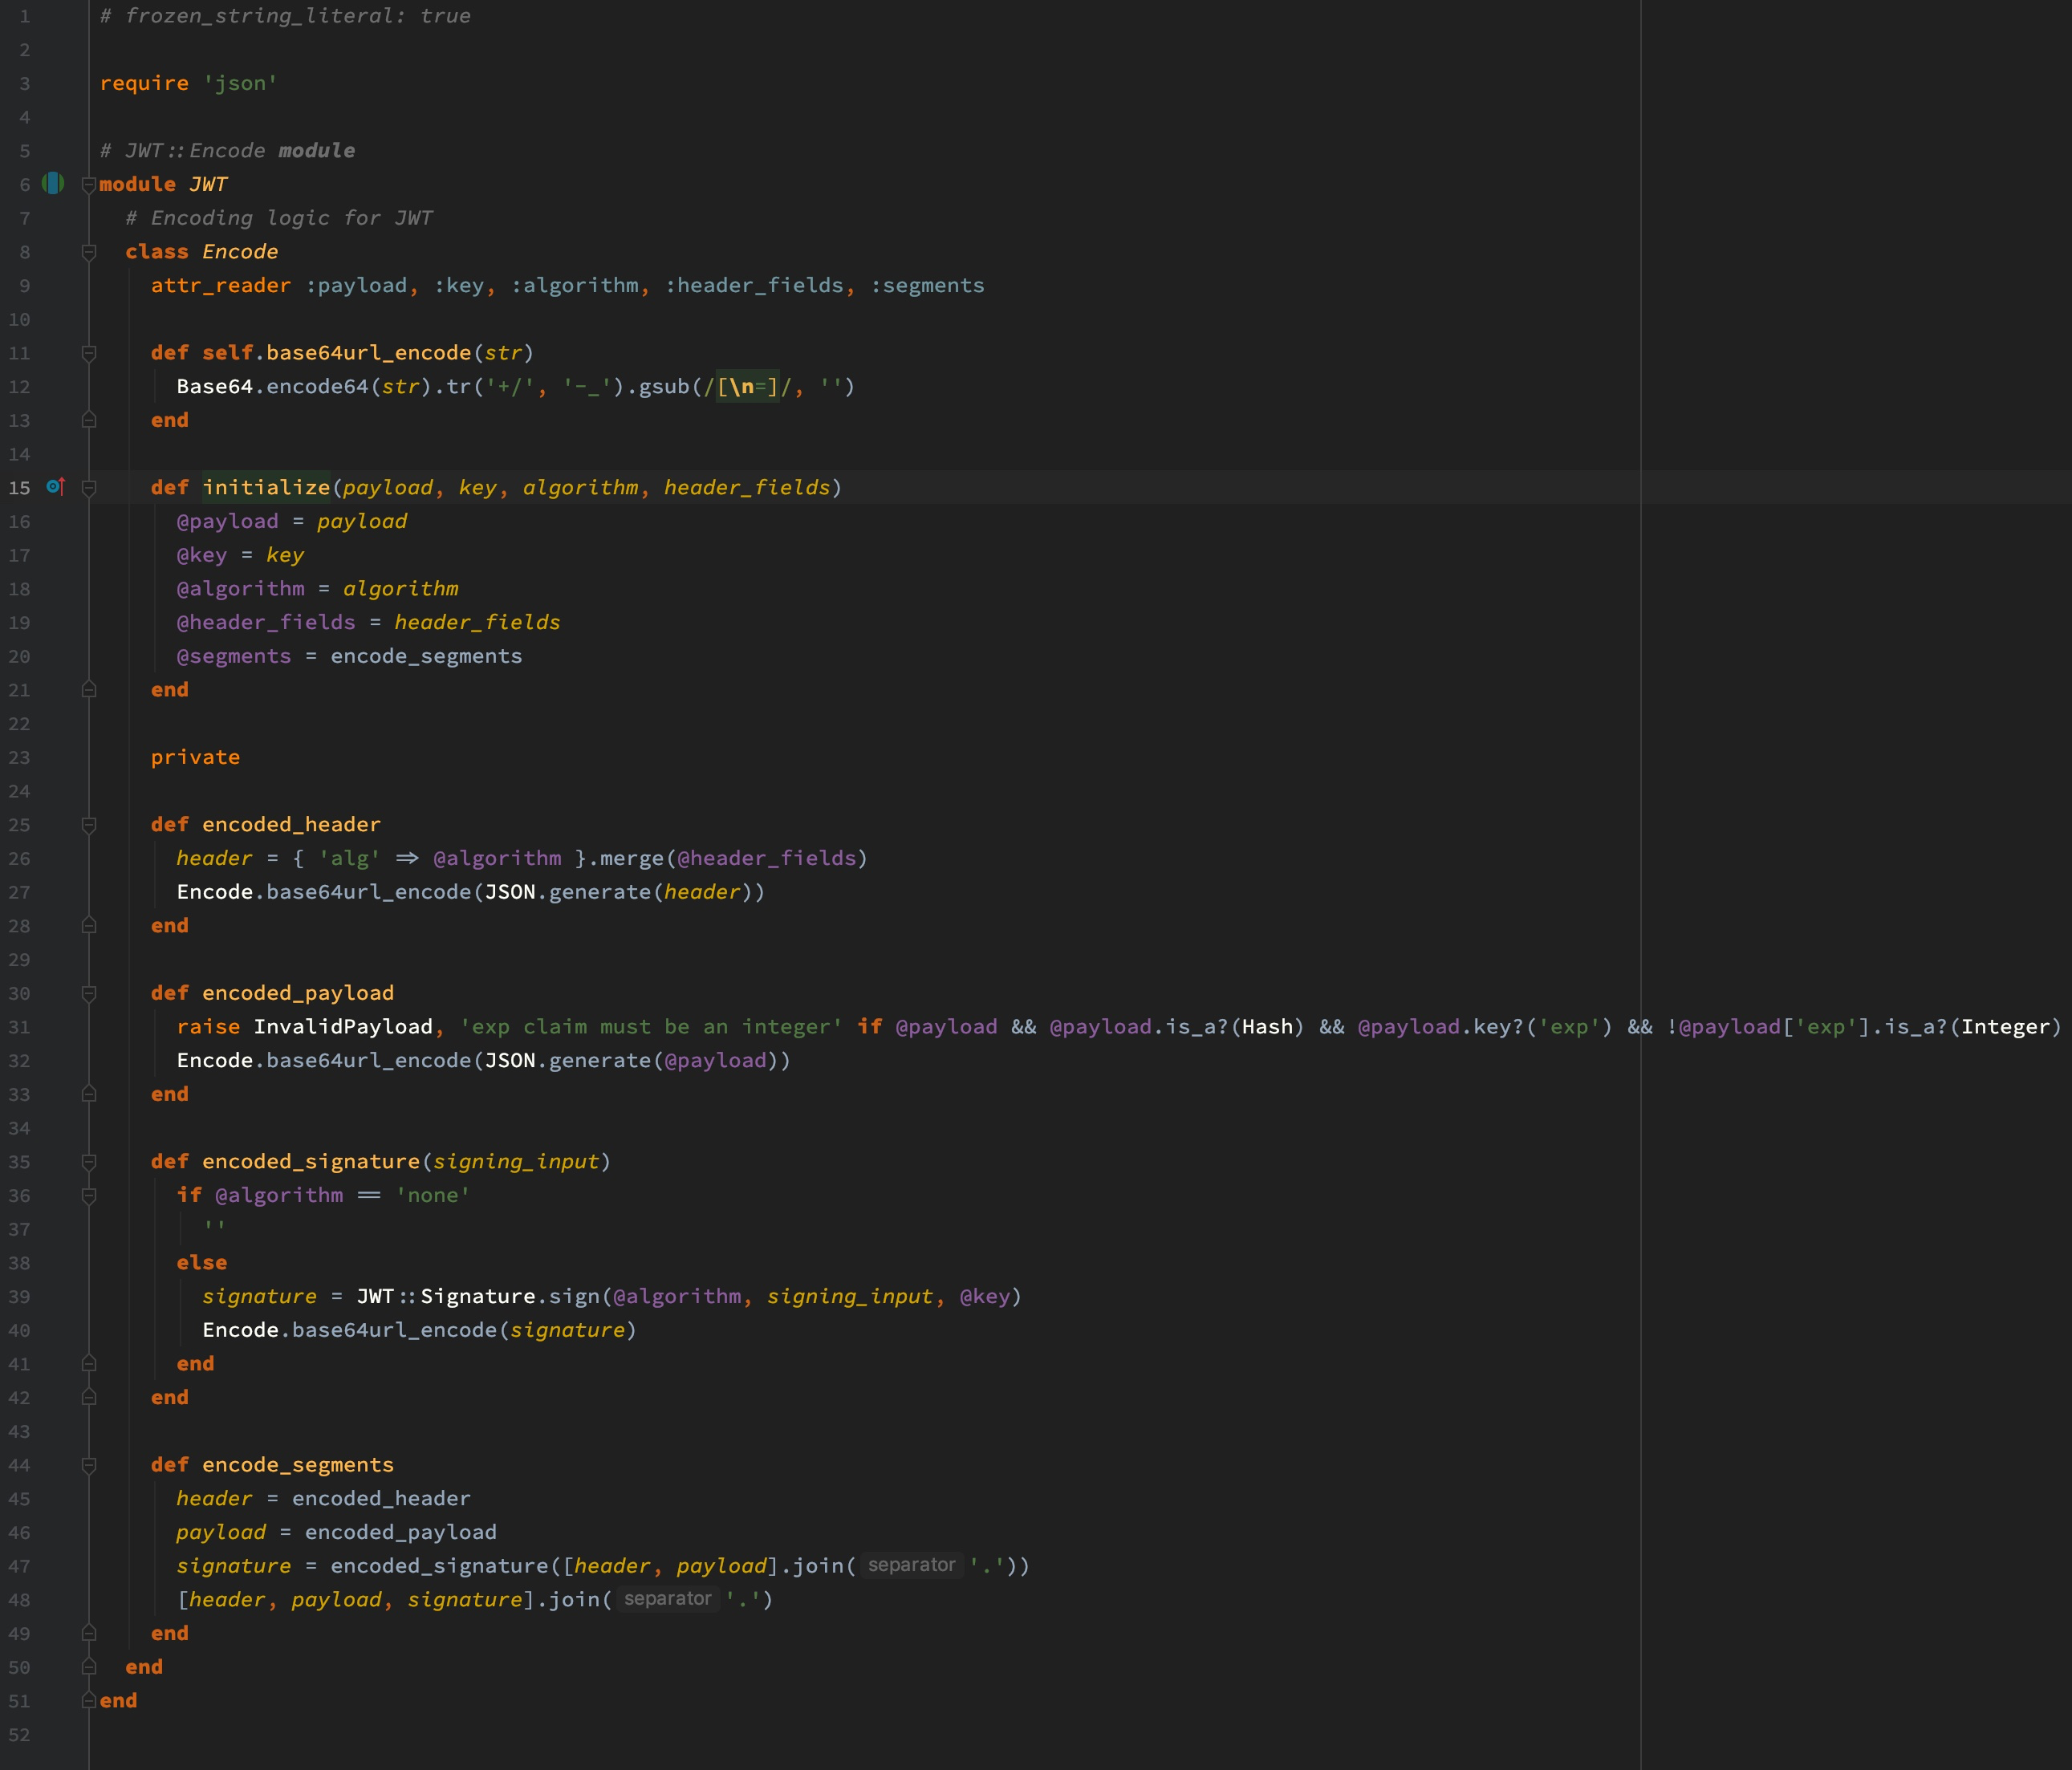 1 # frozen_string_literal: true
2
3 require 'json'
4
5 # JWT::Encode module
6 module JWT
7   # Encoding logic for JWT
8   class Encode
9     attr_reader :payload, :key, :algorithm, :header_fields, :segments
10
11     def self.base64url_encode(str)
12       Base64.encode64(str).tr('+/', '-_').gsub(/[\n=]/, '')
13     end
14
15     def initialize(payload, key, algorithm, header_fields)
16       @payload = payload
17       @key = key
18       @algorithm = algorithm
19       @header_fields = header_fields
20       @segments = encode_segments
21     end
22
23     private
24
25     def encoded_header
26       header = { 'alg' => @algorithm }.merge(@header_fields)
27       Encode.base64url_encode(JSON.generate(header))
28     end
29
30     def encoded_payload
31       raise InvalidPayload, 'exp claim must be an integer' if @payload && @payload.is_a?(Hash) && @payload.key?('exp') && !@payload['exp'].is_a?(Integer)
32       Encode.base64url_encode(JSON.generate(@payload))
33     end
34
35     def encoded_signature(signing_input)
36       if @algorithm == 'none'
37         ''
38       else
39         signature = JWT::Signature.sign(@algorithm, signing_input, @key)
40         Encode.base64url_encode(signature)
41       end
42     end
43
44     def encode_segments
45       header = encoded_header
46       payload = encoded_payload
47       signature = encoded_signature([header, payload].join( separator '.'))
48       [header, payload, signature].join( separator '.')
49     end
50   end
51 end
52